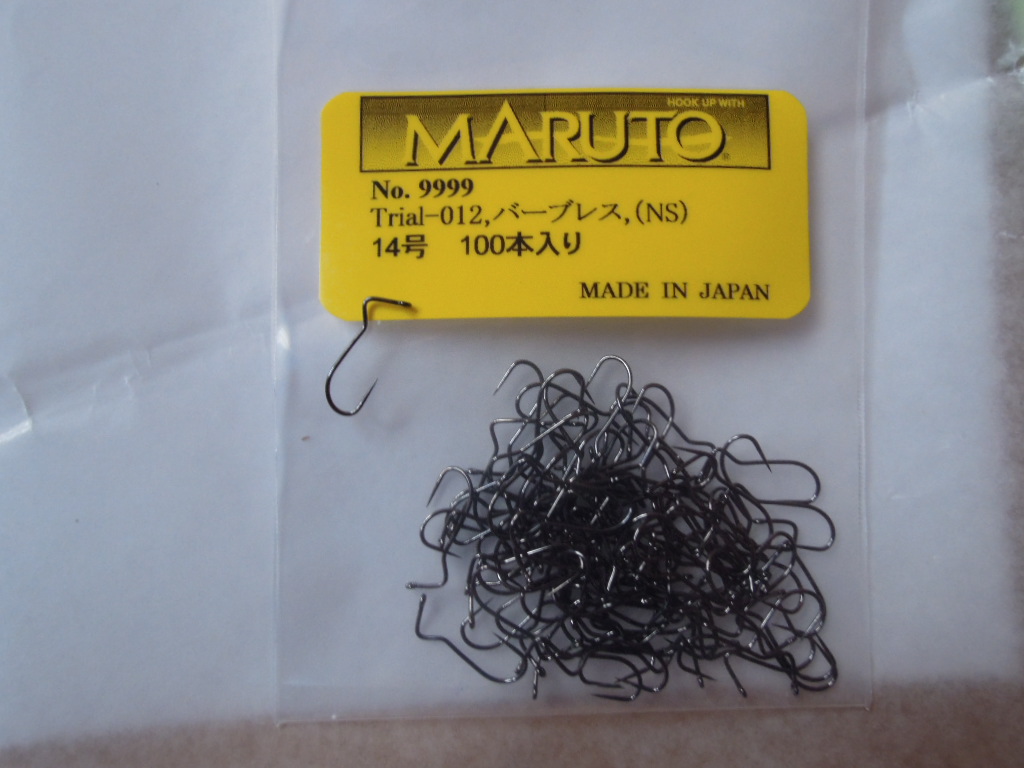 HOOK UP WITH
MARUTO®
No. 9999
Trial-012,バーブレス,(NS)
14号 100本入り
MADE IN JAPAN